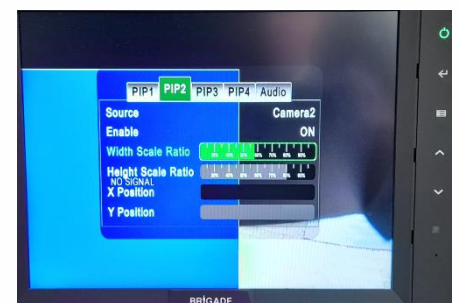 PIP1 PIP2 PIP3 PIP4 Audio
Source Camera2
Enable ON
Width Scale Ratio
Height Scale Ratio
NO SIGNAL
X Position
Y Position
BRIGADE